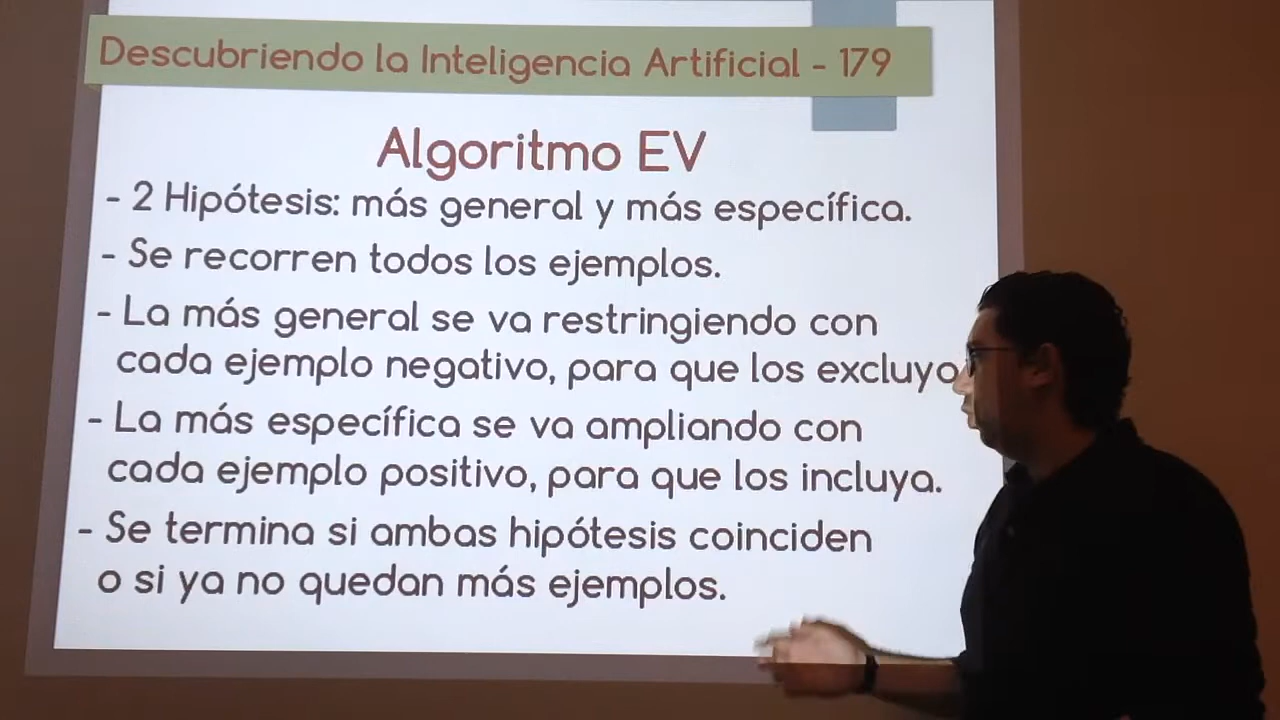 Descubriendo la Inteligencia Artificial - 179
Algoritmo EV
- 2 Hipótesis: más general y más específica.
- Se recorren todos los ejemplos.
- La más general se va restringiendo con
cada ejemplo negativo, para que los excluya
- La más específica se va ampliando con
cada ejemplo positivo, para que los incluya.
- Se termina si ambas hipótesis coinciden
o si ya no quedan más ejemplos.